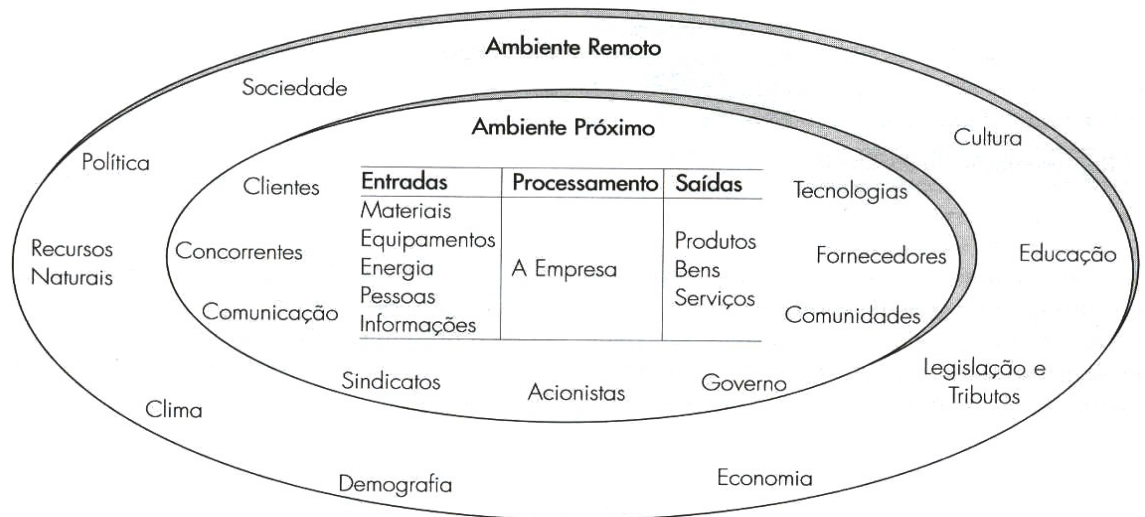 Ambiente Remoto
Sociedade
Cultura
Política
Recursos
Naturais
Educação
Clima
Legislação e
Tributos
Demografia
Economia
Ambiente Próximo
Clientes
Concorrentes
Comunicação
Sindicatos
Acionistas
Governo
Tecnologias
Fornecedores
Comunidades
Entradas Processamento Saídas
Materiais
Equipamentos
Energia
Pessoas
Informações
A Empresa
Produtos
Bens
Serviços